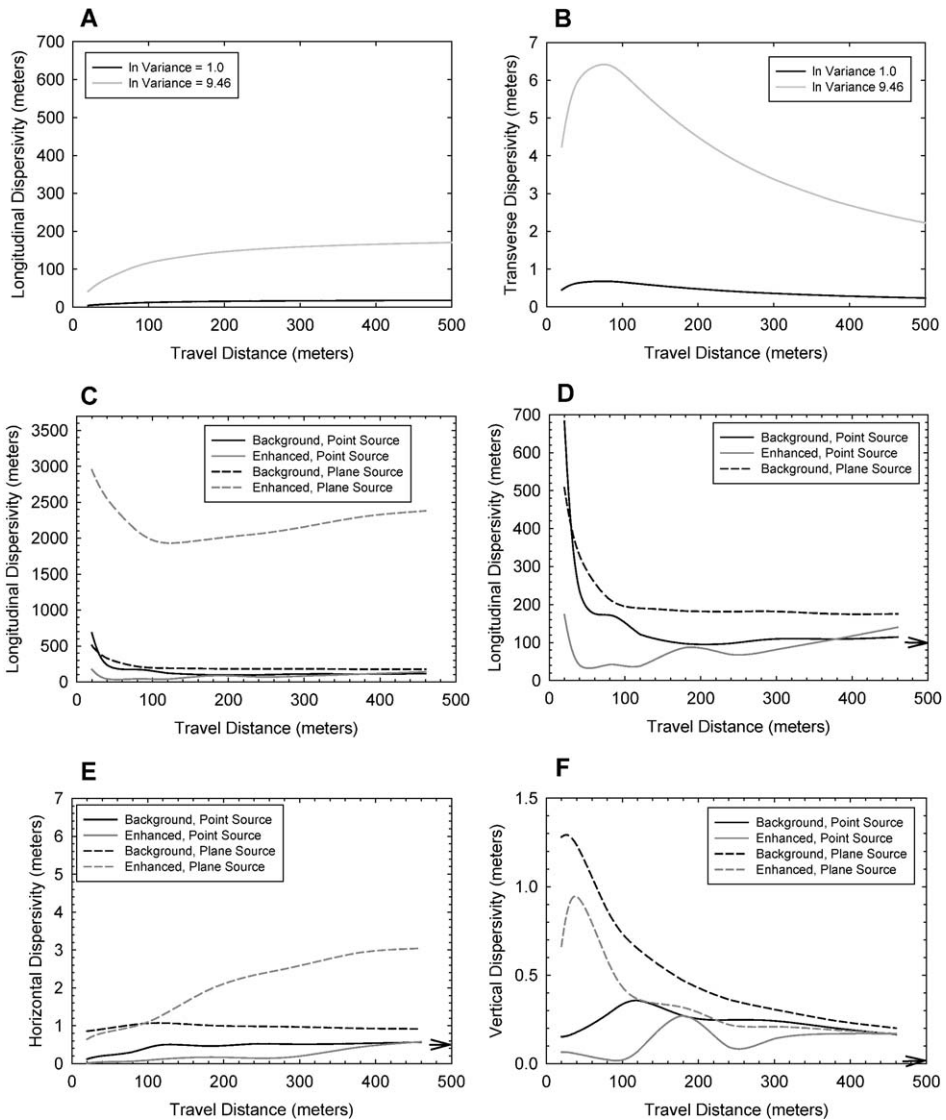 A
Longitudinal Dispersivity (meters)
700
600
500
400
300
200
100
0
ln Variance = 1.0
ln Variance = 9.46
0 100 200 300 400 500
Travel Distance (meters)
B
Transverse Dispersivity (meters)
7
6
5
4
3
2
1
0
ln Variance 1.0
ln Variance 9.46
0 100 200 300 400 500
Travel Distance (meters)
C
Longitudinal Dispersivity (meters)
3500
3000
2500
2000
1500
1000
500
0
Background, Point Source
Enhanced, Point Source
Background, Plane Source
Enhanced, Plane Source
0 100 200 300 400 500
Travel Distance (meters)
D
Longitudinal Dispersivity (meters)
700
600
500
400
300
200
100
0
Background, Point Source
Enhanced, Point Source
Background, Plane Source
0 100 200 300 400 500
Travel Distance (meters)
E
Horizontal Dispersivity (meters)
7
6
5
4
3
2
1
0
Background, Point Source
Enhanced, Point Source
Background, Plane Source
Enhanced, Plane Source
0 100 200 300 400 500
Travel Distance (meters)
F
Vertical Dispersivity (meters)
1.5
1.0
0.5
0.0
Background, Point Source
Enhanced, Point Source
Background, Plane Source
Enhanced, Plane Source
0 100 200 300 400 500
Travel Distance (meters)